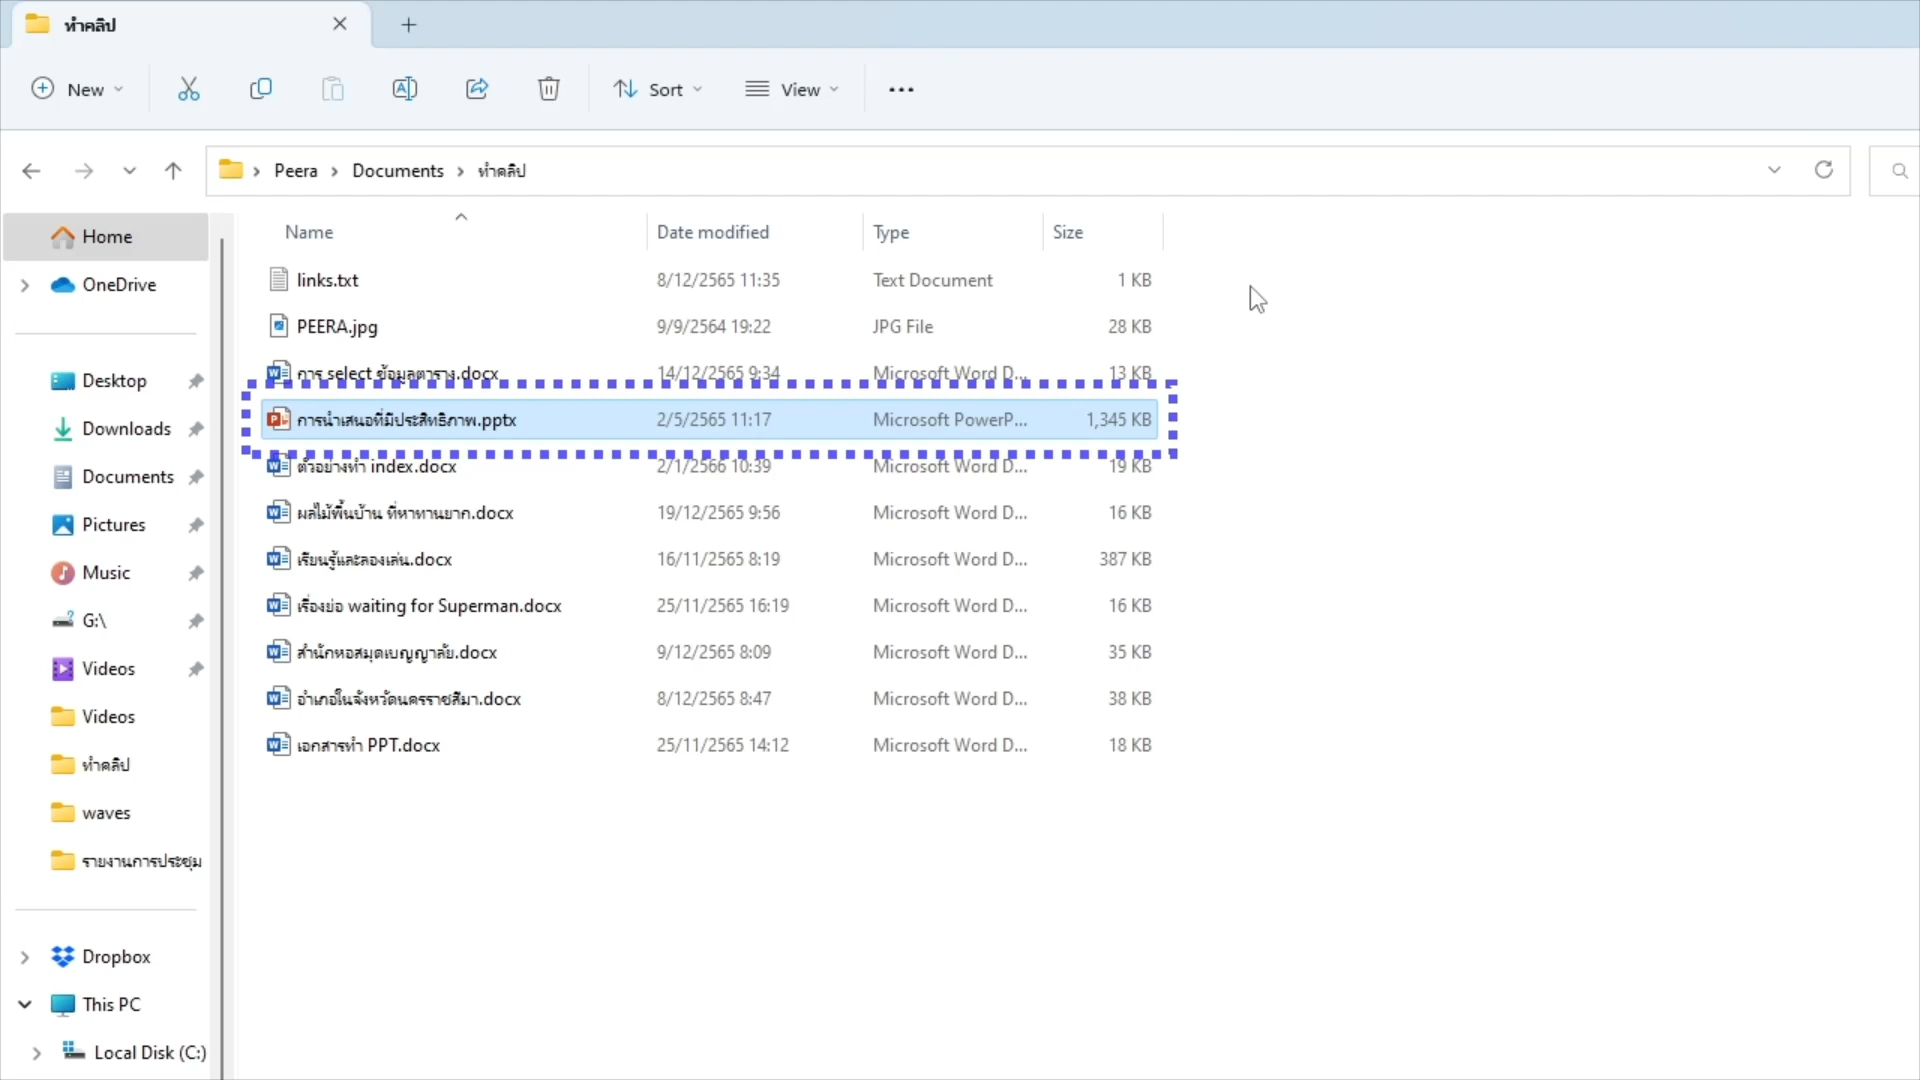 ทำคลิป
New
Sort
View
Peera
Documents
ทำคลิป
Home
OneDrive
Desktop
Downloads
Documents
Pictures
Music
G:\
Videos
Videos
ทำคลิป
waves
รายงานการประชุม
Dropbox
This PC
Local Disk (C:)
Name Date modified Type Size
links.txt 8/12/2565 11:35 Text Document 1 KB
PEERA.jpg 9/9/2564 19:22 JPG File 28 KB
การ select ข้อมูลตาราง.docx 14/12/2565 9:34 Microsoft Word D... 13 KB
การนำเสนอที่มีประสิทธิภาพ.pptx 2/5/2565 11:17 Microsoft PowerP... 1,345 KB
ตัวอย่างทำ index.docx 2/1/2566 10:39 Microsoft Word D... 19 KB
ผลไม้พื้นบ้าน ที่หาทานยาก.docx 19/12/2565 9:56 Microsoft Word D... 16 KB
เรียนรู้และลองเล่น.docx 16/11/2565 8:19 Microsoft Word D... 387 KB
เรื่องย่อ waiting for Superman.docx 25/11/2565 16:19 Microsoft Word D... 16 KB
สำนักหอสมุดเบญญาลัย.docx 9/12/2565 8:09 Microsoft Word D... 35 KB
อำเภอในจังหวัดนครราชสีมา.docx 8/12/2565 8:47 Microsoft Word D... 38 KB
เอกสารทำ PPT.docx 25/11/2565 14:12 Microsoft Word D... 18 KB